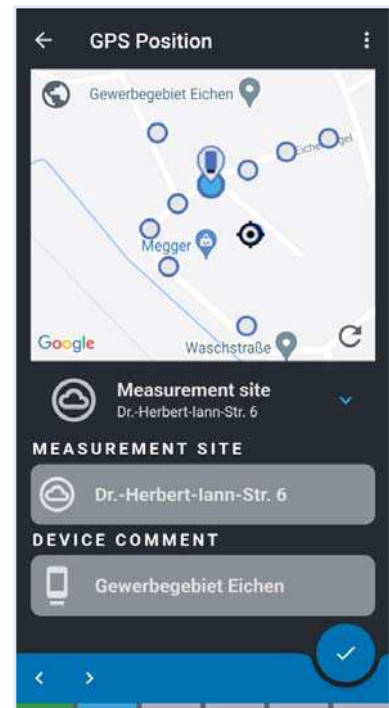 GPS Position
Gewerbegebiet Eichen
Megger
Google
Waschstraße
Measurement site
Dr.-Herbert-Iann-Str. 6
MEASUREMENT SITE
Dr.-Herbert-Iann-Str. 6
DEVICE COMMENT
Gewerbegebiet Eichen